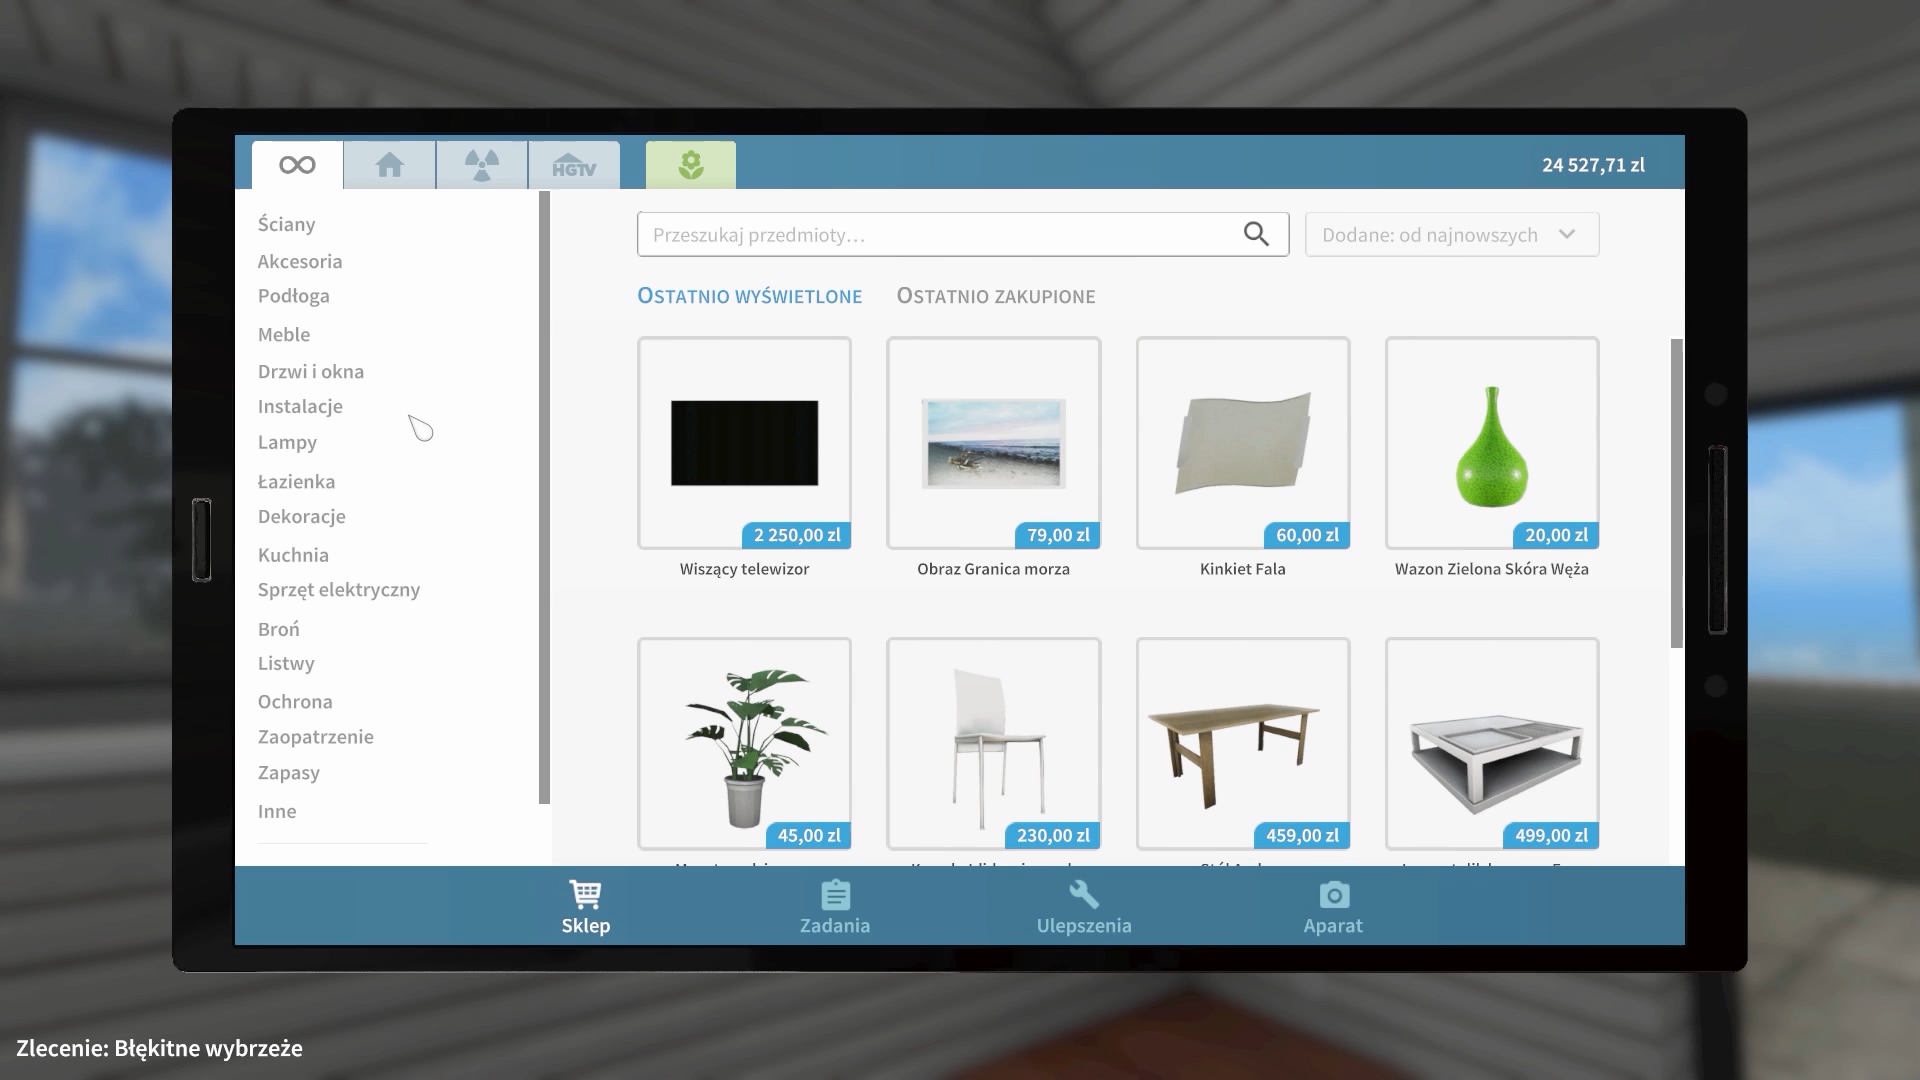 HGTV
24 527,71 zl
Ściany
Akcesoria
Podłoga
Meble
Drzwi i okna
Instalacje
Lampy
Łazienka
Dekoracje
Kuchnia
Sprzęt elektryczny
Broń
Listwy
Ochrona
Zaopatrzenie
Zapasy
Inne
Przeszukaj przedmioty...
Dodane: od najnowszych
OSTATNIO WYŚWIETLONE
OSTATNIO ZAKUPIONE
2 250,00 zl
79,00 zl
60,00 zl
20,00 zl
Wiszący telewizor
Obraz Granica morza
Kinkiet Fala
Wazon Zielona Skóra Węża
45,00 zl
230,00 zl
459,00 zl
499,00 zl
Sklep
Zadania
Ulepszenia
Aparat
Zlecenie: Błękitne wybrzeże